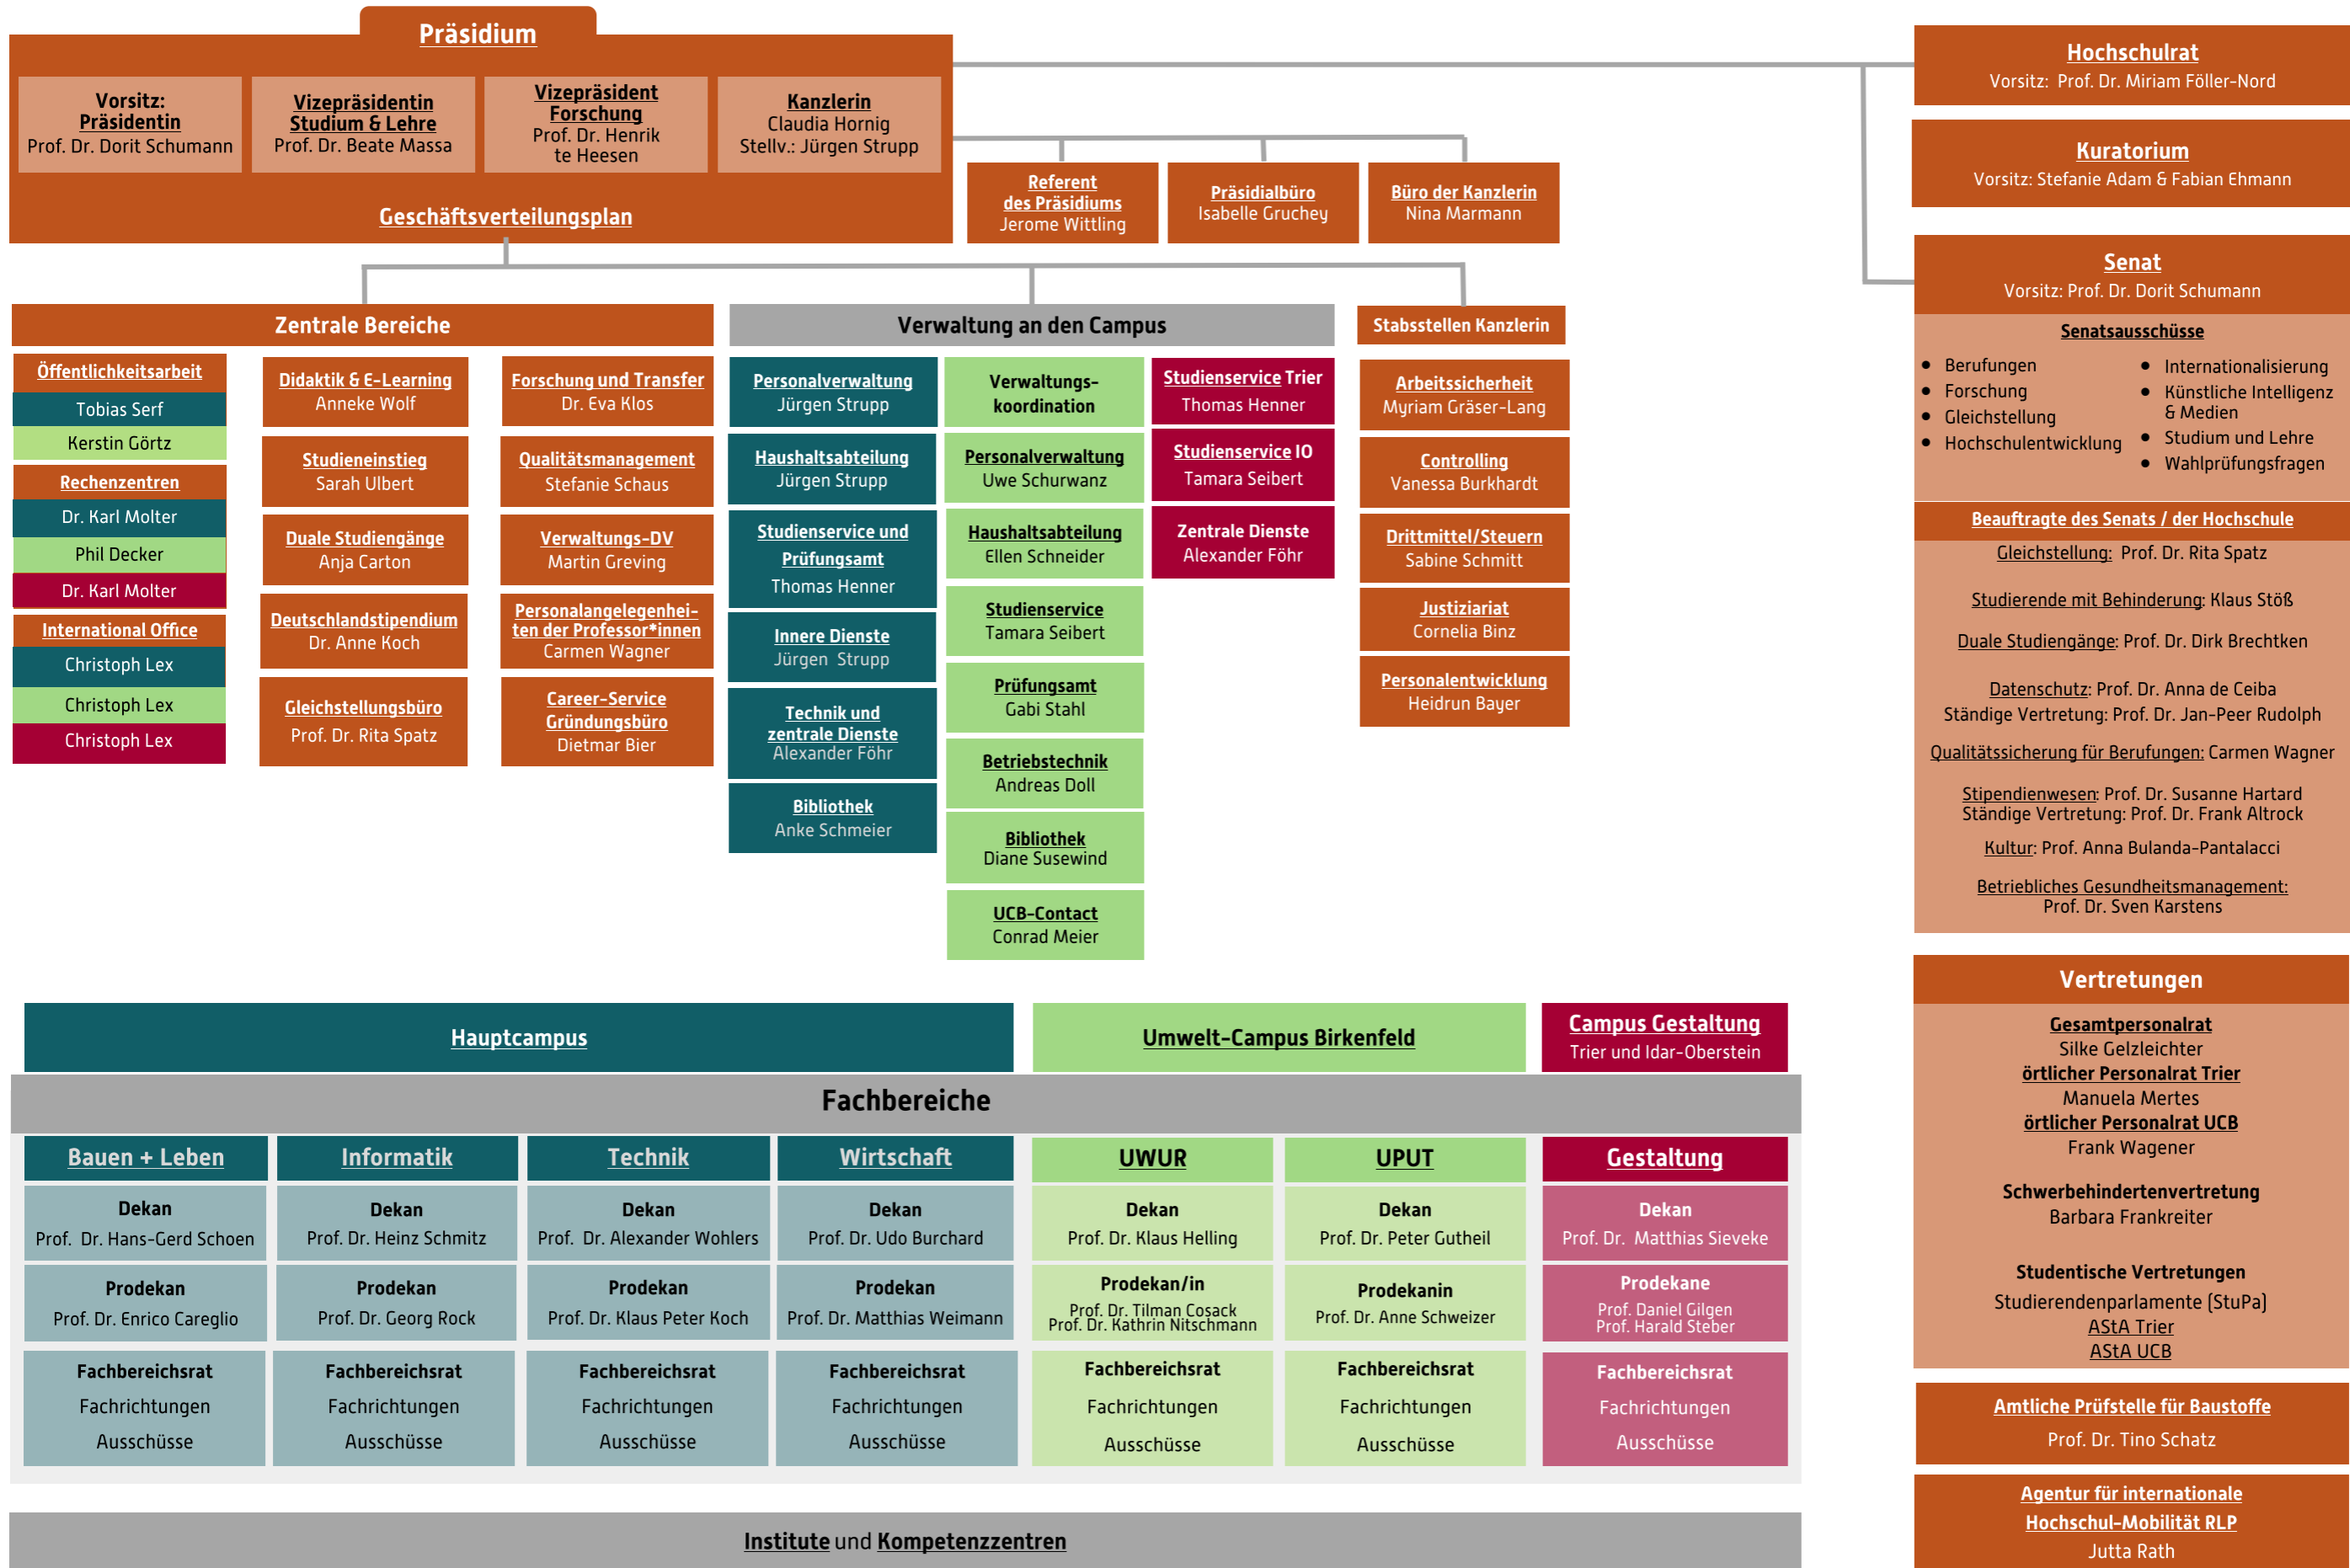 Präsidium
Vorsitz:
Präsidentin
Prof. Dr. Dorit Schumann
Vizepräsidentin
Studium & Lehre
Prof. Dr. Beate Massa
Vizepräsident
Forschung
Prof. Dr. Henrik
te Heesen
Kanzlerin
Claudia Hornig
Stellv.: Jürgen Strupp
Geschäftsverteilungsplan
Referent
des Präsidiums
Jerome Wittling
Präsidialbüro
Isabelle Gruchey
Büro der Kanzlerin
Nina Marmann
Hochschulrat
Vorsitz: Prof. Dr. Miriam Föller-Nord
Kuratorium
Vorsitz: Stefanie Adam & Fabian Ehmann
Senat
Vorsitz: Prof. Dr. Dorit Schumann
Senatsausschüsse
• Berufungen
• Forschung
• Gleichstellung
• Hochschulentwicklung
• Internationalisierung
• Künstliche Intelligenz
& Medien
• Studium und Lehre
• Wahlprüfungsfragen
Beauftragte des Senats / der Hochschule
Gleichstellung: Prof. Dr. Rita Spatz
Studierende mit Behinderung: Klaus Stöß
Duale Studiengänge: Prof. Dr. Dirk Brechtken
Datenschutz: Prof. Dr. Anna de Ceiba
Ständige Vertretung: Prof. Dr. Jan-Peer Rudolph
Qualitätssicherung für Berufungen: Carmen Wagner
Stipendienwesen: Prof. Dr. Susanne Hartard
Ständige Vertretung: Prof. Dr. Frank Altrock
Kultur: Prof. Anna Bulanda-Pantalacci
Betriebliches Gesundheitsmanagement:
Prof. Dr. Sven Karstens
Zentrale Bereiche
Öffentlichkeitsarbeit
Tobias Serf
Kerstin Görtz
Rechenzentren
Dr. Karl Molter
Phil Decker
Dr. Karl Molter
International Office
Christoph Lex
Christoph Lex
Christoph Lex
Didaktik & E-Learning
Anneke Wolf
Studieneinstieg
Sarah Ulbert
Duale Studiengänge
Anja Carton
Deutschlandstipendium
Dr. Anne Koch
Gleichstellungsbüro
Prof. Dr. Rita Spatz
Forschung und Transfer
Dr. Eva Klos
Qualitätsmanagement
Stefanie Schaus
Verwaltungs-DV
Martin Greving
Personalangelegenhei-
ten der Professor*innen
Carmen Wagner
Career-Service
Gründungsbüro
Dietmar Bier
Verwaltung an den Campus
Personalverwaltung
Jürgen Strupp
Haushaltsabteilung
Jürgen Strupp
Studienservice und
Prüfungsamt
Thomas Henner
Innere Dienste
Jürgen Strupp
Technik und
zentrale Dienste
Alexander Föhr
Bibliothek
Anke Schmeier
Verwaltungs-
koordination
Personalverwaltung
Uwe Schurwanz
Haushaltsabteilung
Ellen Schneider
Studienservice
Tamara Seibert
Prüfungsamt
Gabi Stahl
Betriebstechnik
Andreas Doll
Bibliothek
Diane Susewind
UCB-Contact
Conrad Meier
Studienservice Trier
Thomas Henner
Studienservice IO
Tamara Seibert
Zentrale Dienste
Alexander Föhr
Stabsstellen Kanzlerin
Arbeitssicherheit
Myriam Gräser-Lang
Controlling
Vanessa Burkhardt
Drittmittel/Steuern
Sabine Schmitt
Justiziariat
Cornelia Binz
Personalentwicklung
Heidrun Bayer
Vertretungen
Gesamtpersonalrat
Silke Gelzleichter
örtlicher Personalrat Trier
Manuela Mertes
örtlicher Personalrat UCB
Frank Wagener
Schwerbehindertenvertretung
Barbara Frankreiter
Studentische Vertretungen
Studierendenparlamente (StuPa)
AStA Trier
AStA UCB
Amtliche Prüfstelle für Baustoffe
Prof. Dr. Tino Schatz
Agentur für internationale
Hochschul-Mobilität RLP
Jutta Rath
Hauptcampus
Umwelt-Campus Birkenfeld
Campus Gestaltung
Trier und Idar-Oberstein
Fachbereiche
Bauen + Leben
Dekan
Prof. Dr. Hans-Gerd Schoen
Prodekan
Prof. Dr. Enrico Careglio
Fachbereichsrat
Fachrichtungen
Ausschüsse
Informatik
Dekan
Prof. Dr. Heinz Schmitz
Prodekan
Prof. Dr. Georg Rock
Fachbereichsrat
Fachrichtungen
Ausschüsse
Technik
Dekan
Prof. Dr. Alexander Wohlers
Prodekan
Prof. Dr. Klaus Peter Koch
Fachbereichsrat
Fachrichtungen
Ausschüsse
Wirtschaft
Dekan
Prof. Dr. Udo Burchard
Prodekan
Prof. Dr. Matthias Weimann
Fachbereichsrat
Fachrichtungen
Ausschüsse
UWUR
Dekan
Prof. Dr. Klaus Helling
Prodekan/in
Prof. Dr. Tilman Cosack
Prof. Dr. Kathrin Nitschmann
Fachbereichsrat
Fachrichtungen
Ausschüsse
UPUT
Dekan
Prof. Dr. Peter Gutheil
Prodekanin
Prof. Dr. Anne Schweizer
Fachbereichsrat
Fachrichtungen
Ausschüsse
Gestaltung
Dekan
Prof. Dr. Matthias Sieveke
Prodekane
Prof. Daniel Gilgen
Prof. Harald Steber
Fachbereichsrat
Fachrichtungen
Ausschüsse
Institute und Kompetenzzentren